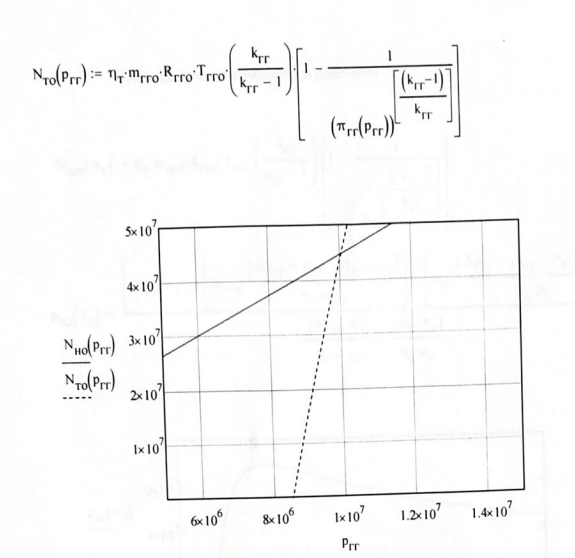 N_ТО(p_гг) := η_Т·m_гго·R_гго·T_гго·(k_гг / (k_гг − 1))·[1 − 1 / (π_гг(p_гг))^[(k_гг−1) / k_гг]]
5×10^7
4×10^7
N_НО(p_гг) 3×10^7
N_ТО(p_гг) 2×10^7
1×10^7
6×10^6 8×10^6 1×10^7 1.2×10^7 1.4×10^7
p_гг